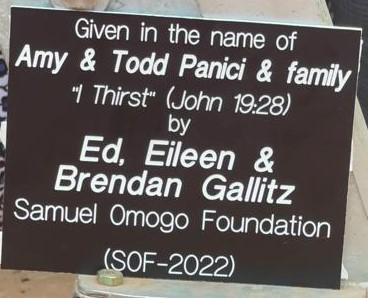 Given in the name of
Amy & Todd Panici & family
"I Thirst" (John 19:28)
by
Ed, Eileen &
Brendan Gallitz
Samuel Omogo Foundation
(SOF-2022)